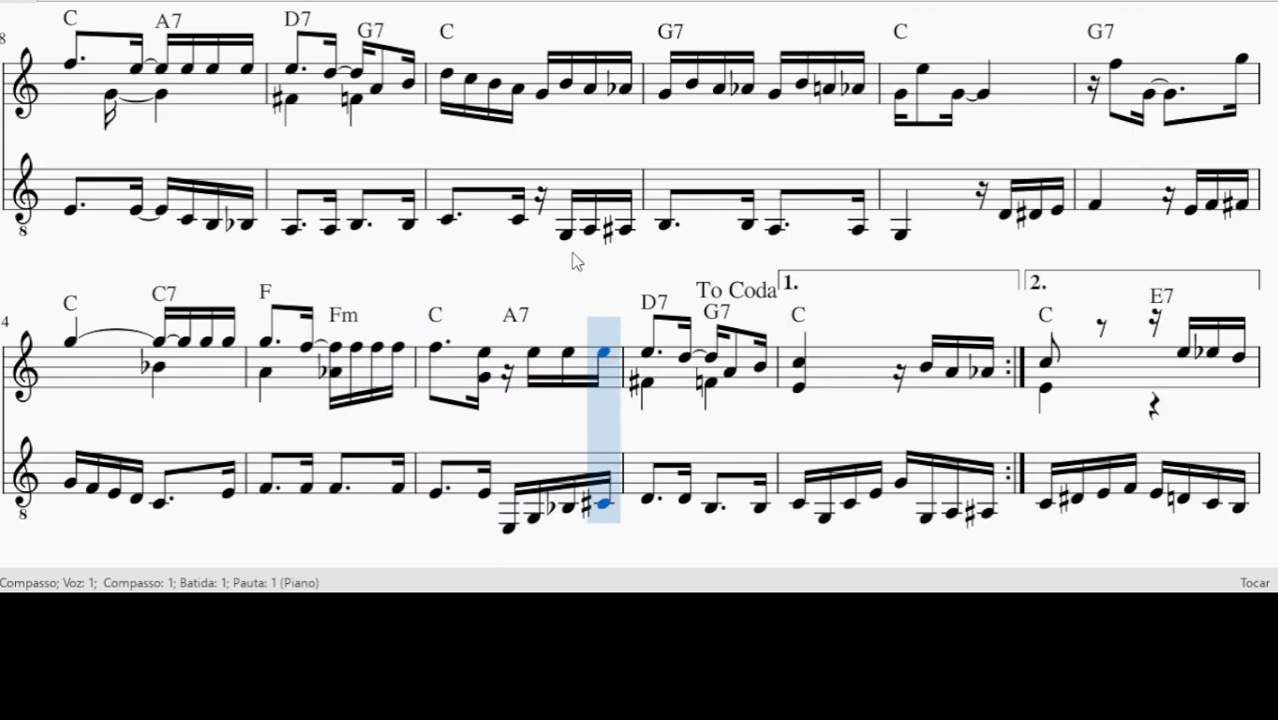 C A7 D7 G7 C G7 C G7
8
8
To Coda
C C7 F Fm C A7 D7 G7 1. C 2. C E7
4
8
Compasso; Voz: 1; Compasso: 1; Batida: 1; Pauta: 1 (Piano) Tocar